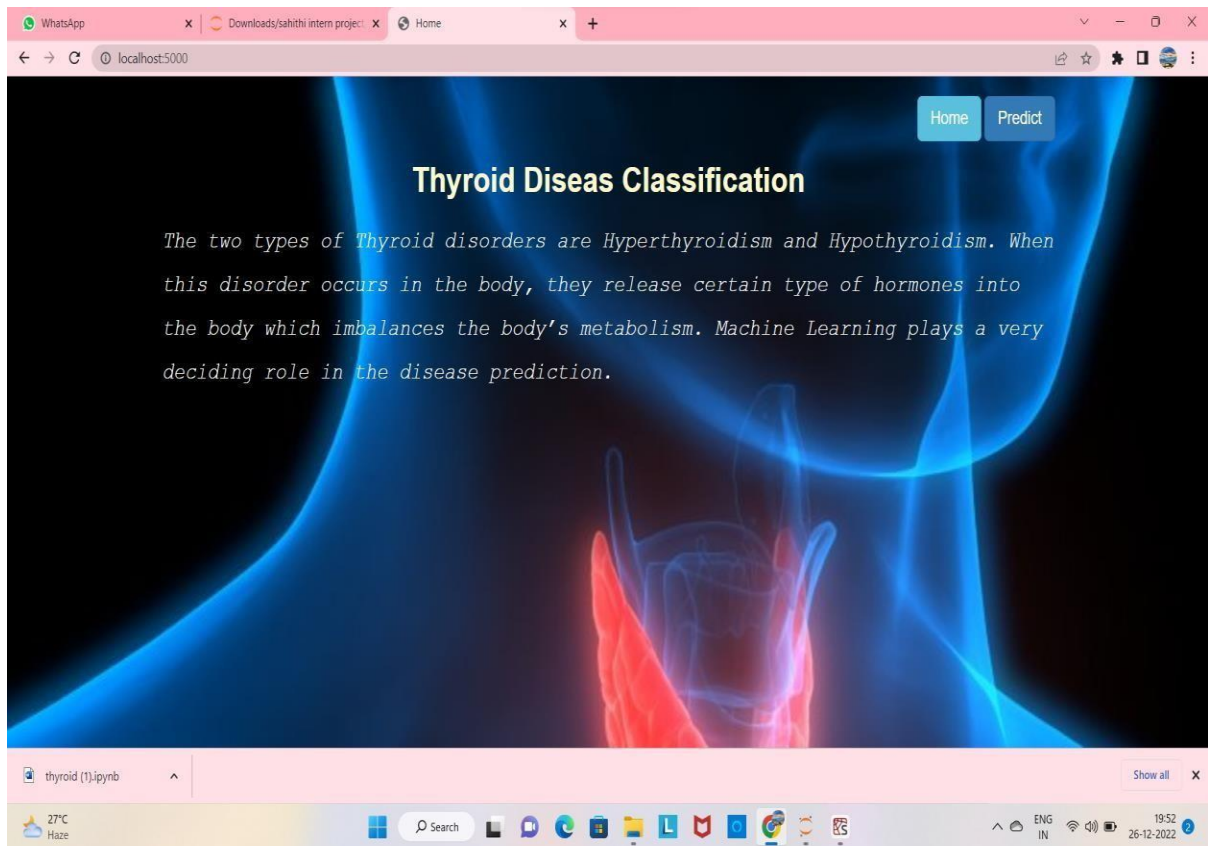 WhatsApp
Downloads/sahithi intern project
Home
localhost:5000
Home Predict
Thyroid Diseas Classification
The two types of Thyroid disorders are Hyperthyroidism and Hypothyroidism. When
this disorder occurs in the body, they release certain type of hormones into
the body which imbalances the body's metabolism. Machine Learning plays a very
deciding role in the disease prediction.
thyroid (1).ipynb
Show all
27°C
Haze
Search
ENG
IN
19:52
26-12-2022
2